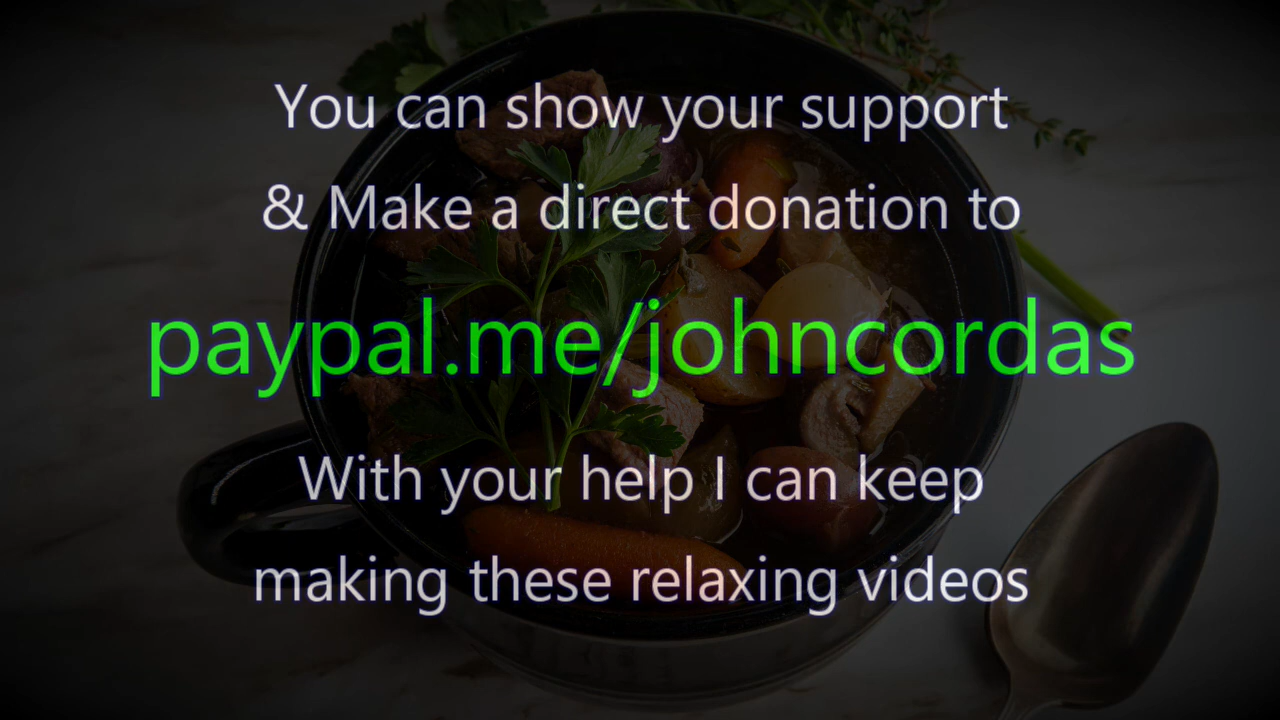 You can show your support
& Make a direct donation to
paypal.me/johncordas
With your help I can keep
making these relaxing videos